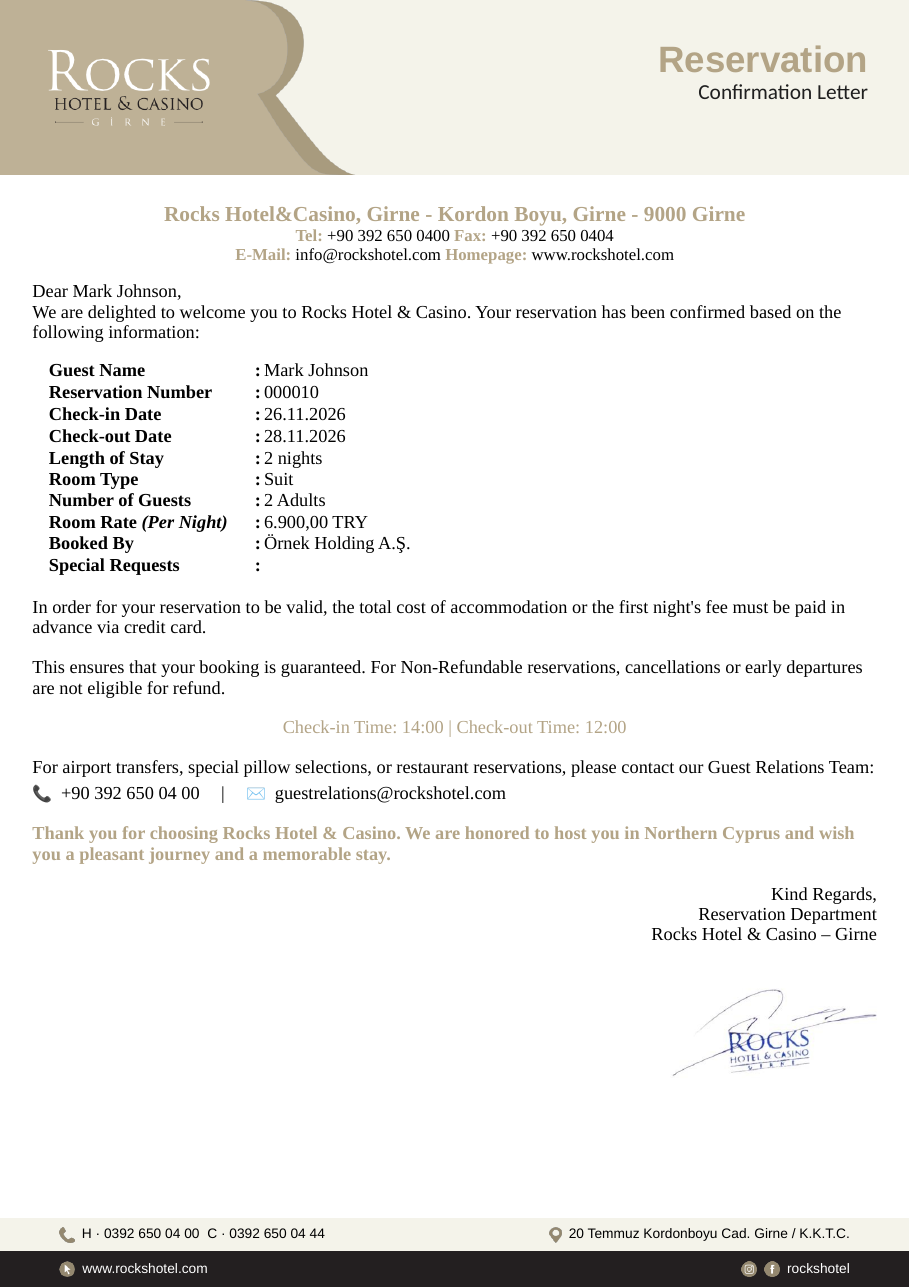 ROCKS
HOTEL & CASINO
GİRNE
Reservation
Confirmation Letter
Rocks Hotel&Casino, Girne - Kordon Boyu, Girne - 9000 Girne
Tel: +90 392 650 0400 Fax: +90 392 650 0404
E-Mail: info@rockshotel.com Homepage: www.rockshotel.com
Dear Mark Johnson,
We are delighted to welcome you to Rocks Hotel & Casino. Your reservation has been confirmed based on the
following information:
Guest Name : Mark Johnson
Reservation Number : 000010
Check-in Date : 26.11.2026
Check-out Date : 28.11.2026
Length of Stay : 2 nights
Room Type : Suit
Number of Guests : 2 Adults
Room Rate (Per Night) : 6.900,00 TRY
Booked By : Örnek Holding A.Ş.
Special Requests :
In order for your reservation to be valid, the total cost of accommodation or the first night's fee must be paid in
advance via credit card.
This ensures that your booking is guaranteed. For Non-Refundable reservations, cancellations or early departures
are not eligible for refund.
Check-in Time: 14:00 | Check-out Time: 12:00
For airport transfers, special pillow selections, or restaurant reservations, please contact our Guest Relations Team:
📞 +90 392 650 04 00 | ✉️ guestrelations@rockshotel.com
Thank you for choosing Rocks Hotel & Casino. We are honored to host you in Northern Cyprus and wish
you a pleasant journey and a memorable stay.
Kind Regards,
Reservation Department
Rocks Hotel & Casino – Girne
ROCKS
HOTEL & CASINO
GİRNE
H · 0392 650 04 00 C · 0392 650 04 44
20 Temmuz Kordonboyu Cad. Girne / K.K.T.C.
www.rockshotel.com
rockshotel